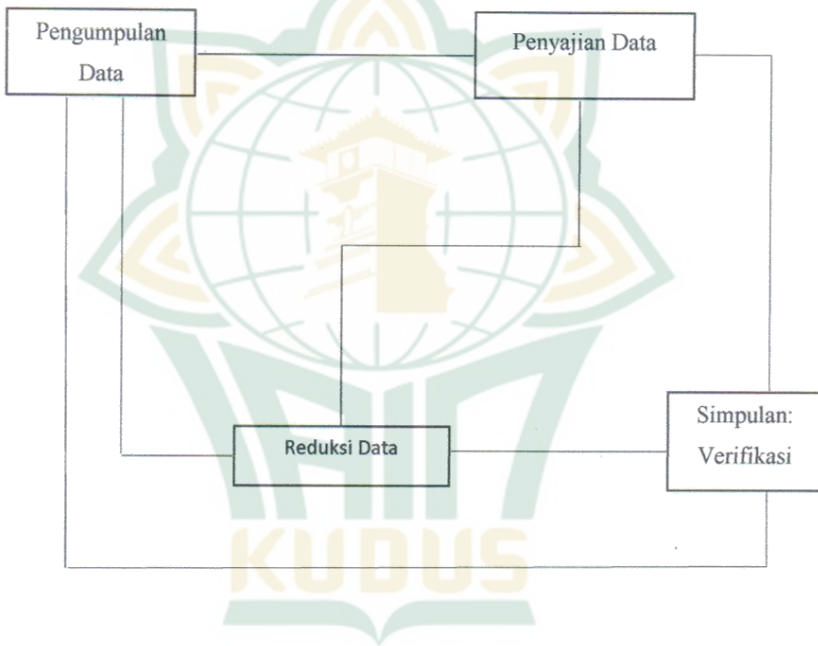 Pengumpulan
Data
Penyajian Data
Reduksi Data
Simpulan:
Verifikasi
KUDUS